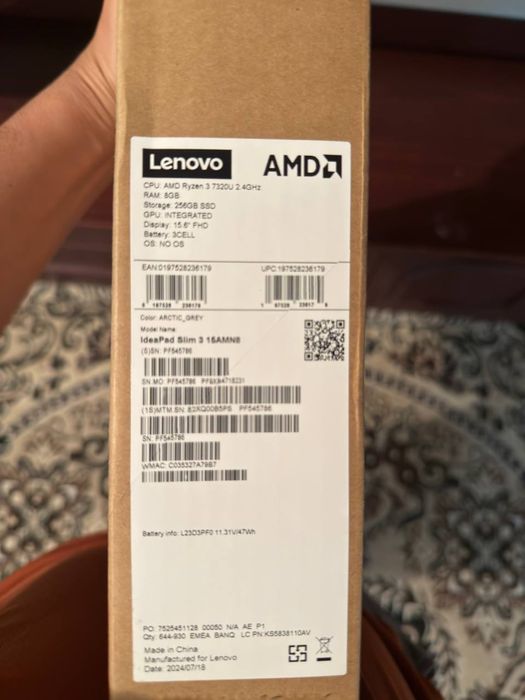 Lenovo AMD
CPU: AMD Ryzen 3 7320U 2.4GHz
RAM: 8GB
Storage: 256GB SSD
GPU: INTEGRATED
Display: 15.6" FHD
Battery: 3CELL
OS: NO OS
EAN:0197528236179 UPC:197528236179
Color: ARCTIC_GREY
Model Name:
IdeaPad Slim 3 15AMN8
(S)SN: PF545786
SN:MO: PF545786
(1S)MTM.SN: 82XQ00B5PS PF545786
SN: PF545786
WMAC: C035327A79B7
Battery info: L23D3PF0 11.31V/47Wh
PO: 7525451128 00050 N/A AE P1
Qty: 644-930 EMEA BANQ LC PN:KS5838110AV
Made in China
Manufactured for Lenovo
Date: 2024/07/18